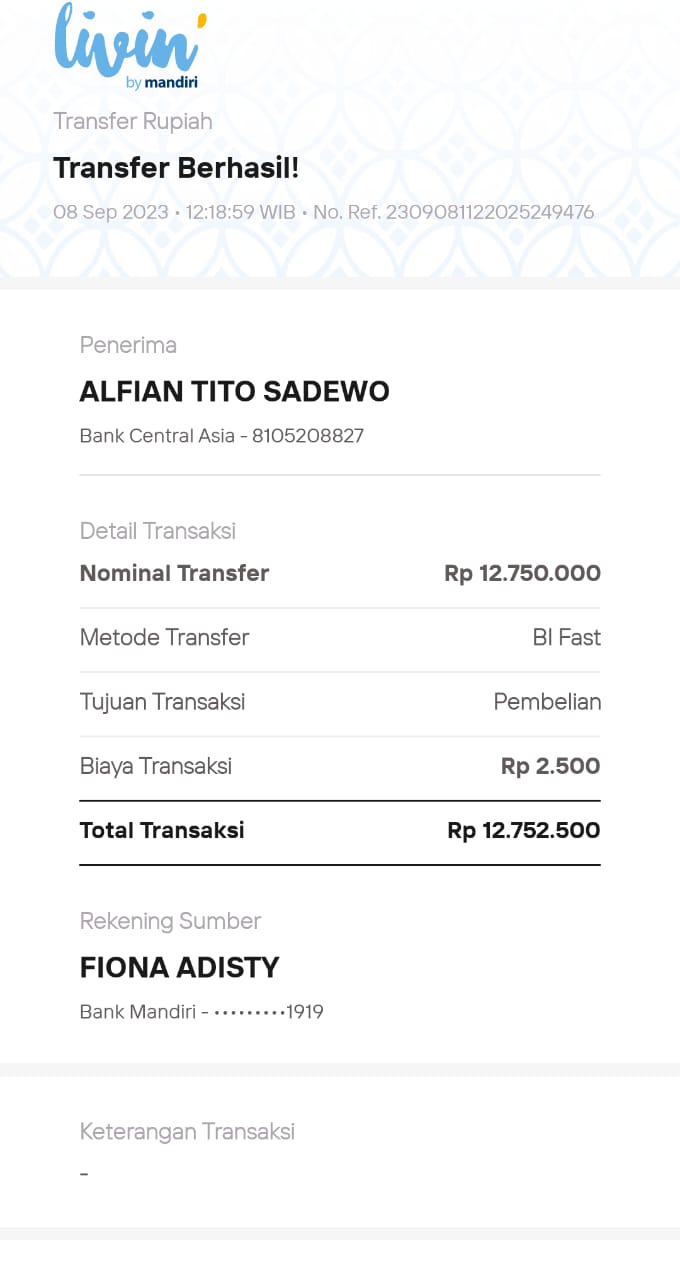 livin'
by mandiri
Transfer Rupiah
Transfer Berhasil!
08 Sep 2023 • 12:18:59 WIB • No. Ref. 2309081122025249476
Penerima
ALFIAN TITO SADEWO
Bank Central Asia - 8105208827
Detail Transaksi
Nominal Transfer Rp 12.750.000
Metode Transfer BI Fast
Tujuan Transaksi Pembelian
Biaya Transaksi Rp 2.500
Total Transaksi Rp 12.752.500
Rekening Sumber
FIONA ADISTY
Bank Mandiri - •••••••••1919
Keterangan Transaksi
-